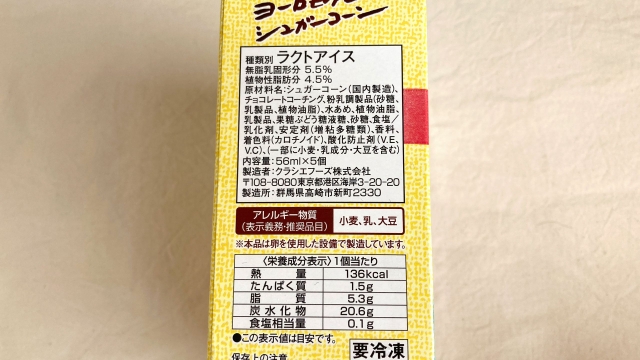 ヨーロピアン
シュガーコーン
種類別 ラクトアイス
無脂乳固形分 5.5%
植物性脂肪分 4.5%
原材料名:シュガーコーン(国内製造)、
チョコレートコーチング、粉乳調製品(砂糖、
乳製品、植物油脂)、水あめ、植物油脂、
乳製品、果糖ぶどう糖液糖、砂糖、食塩/
乳化剤、安定剤(増粘多糖類)、香料、
着色料(カロチノイド)、酸化防止剤(V.E、
V.C)、(一部に小麦・乳成分・大豆を含む)
内容量:56ml×5個
製造者:クラシエフーズ株式会社
〒108-8080東京都港区海岸3-20-20
製造所:群馬県高崎市新町2330
アレルギー物質
(表示義務・推奨品目)
小麦、乳、大豆
※本品は卵を使用した設備で製造しています。
〈栄養成分表示〉1個当たり
熱量 136kcal
たんぱく質 1.5g
脂質 5.3g
炭水化物 20.6g
食塩相当量 0.1g
●この表示値は目安です。
要冷凍
保存上の注意